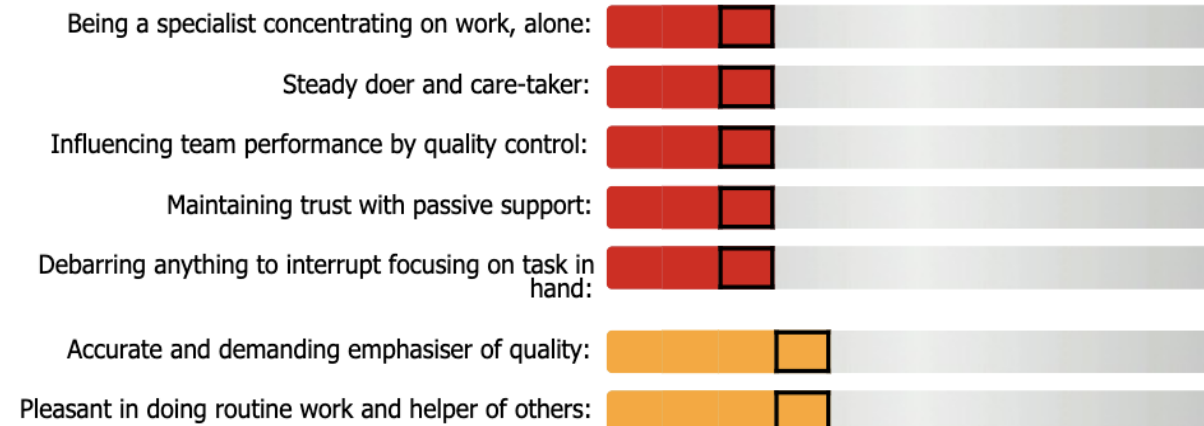 Being a specialist concentrating on work, alone:
Steady doer and care-taker:
Influencing team performance by quality control:
Maintaining trust with passive support:
Debarring anything to interrupt focusing on task in
hand:
Accurate and demanding emphasiser of quality:
Pleasant in doing routine work and helper of others: